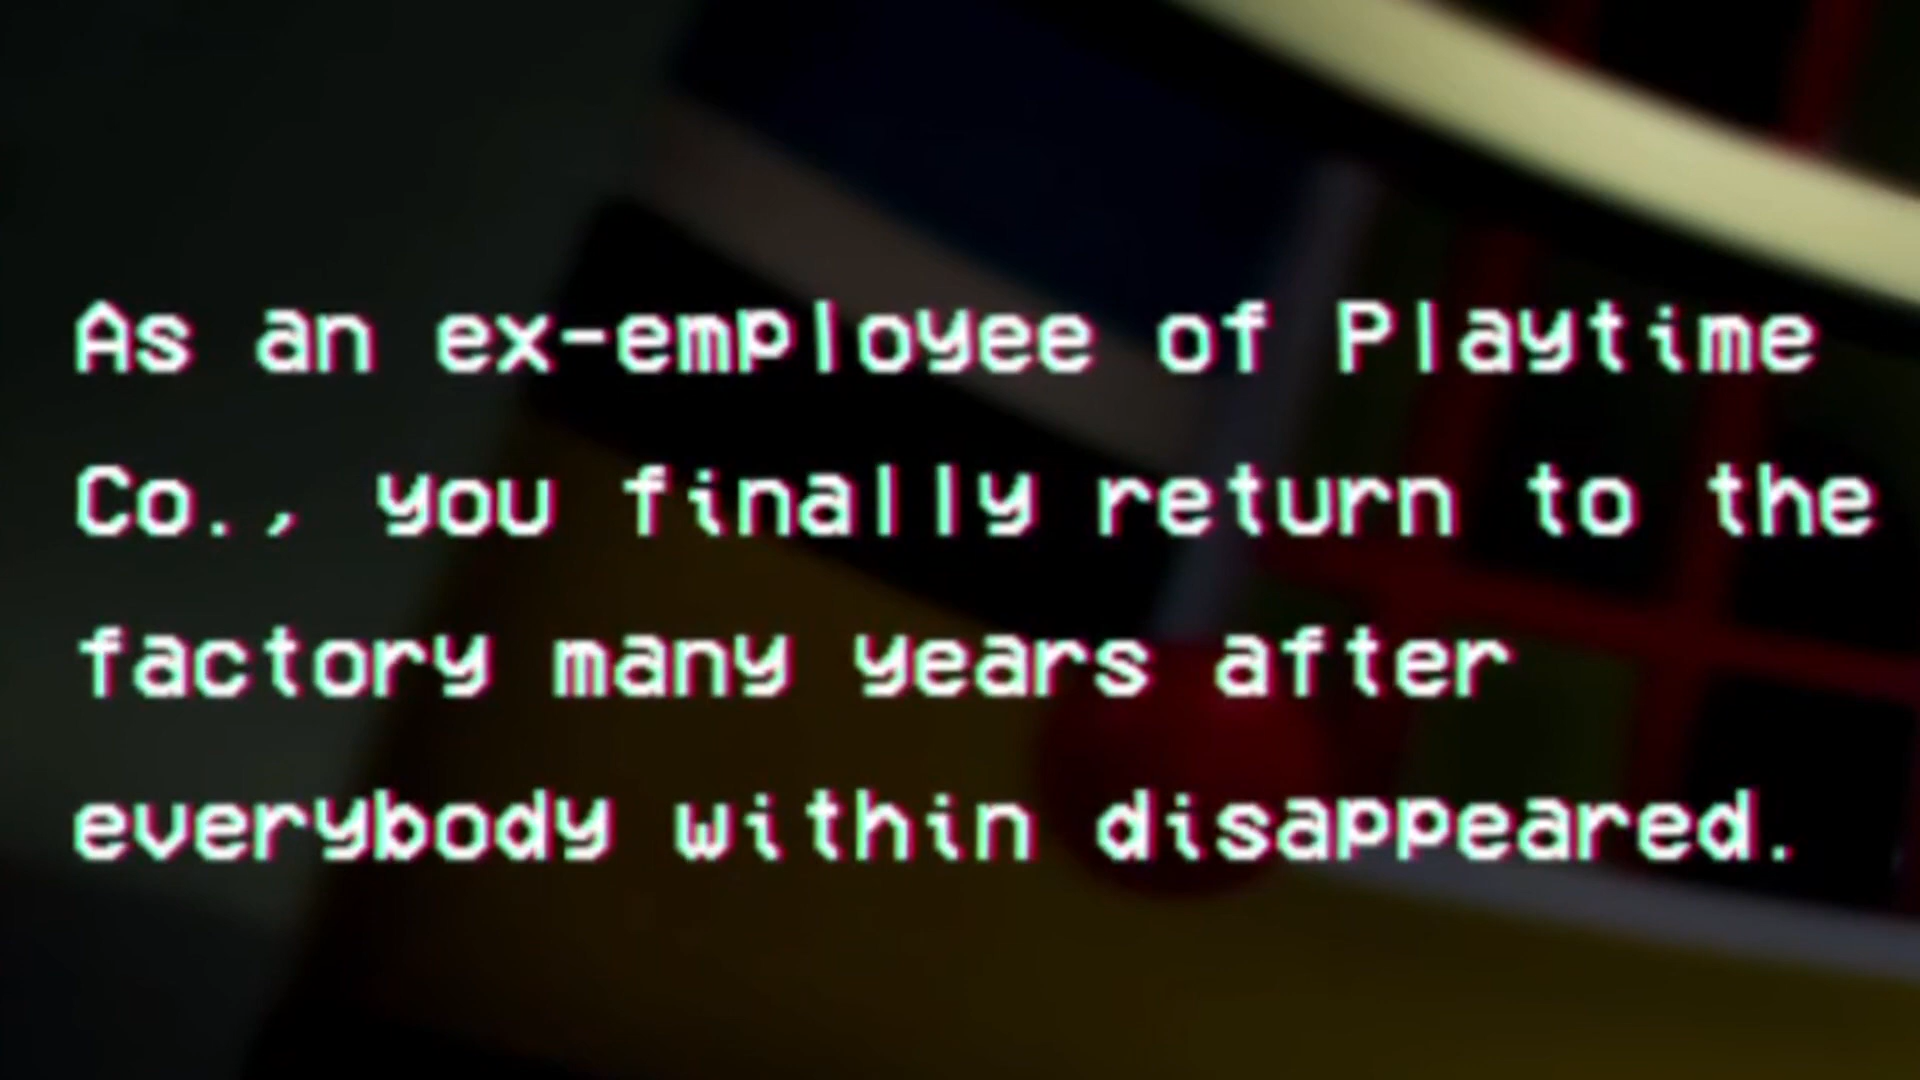 As an ex-employee of Playtime
Co., you finally return to the
factory many years after
everybody within disappeared.